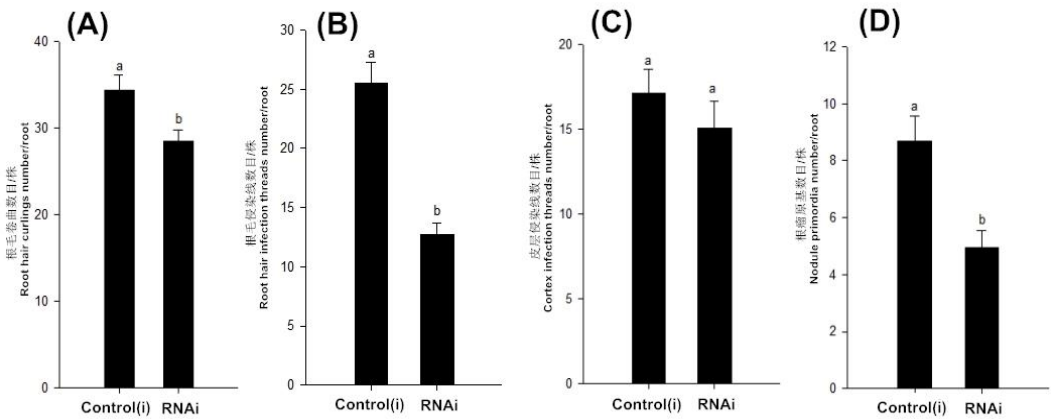 (A)
根毛卷曲数目/株
Root hair curlings number/root
40
30
20
10
0
a
b
Control(i) RNAi
(B)
根毛侵染线数目/株
Root hair infection threads number/root
30
25
20
15
10
5
0
a
b
Control(i) RNAi
(C)
皮层侵染线数目/株
Cortex infection threads number/root
20
15
10
5
0
a
a
Control(i) RNAi
(D)
根瘤原基数目/株
Nodule primordia number/root
12
10
8
6
4
2
0
a
b
Control(i) RNAi